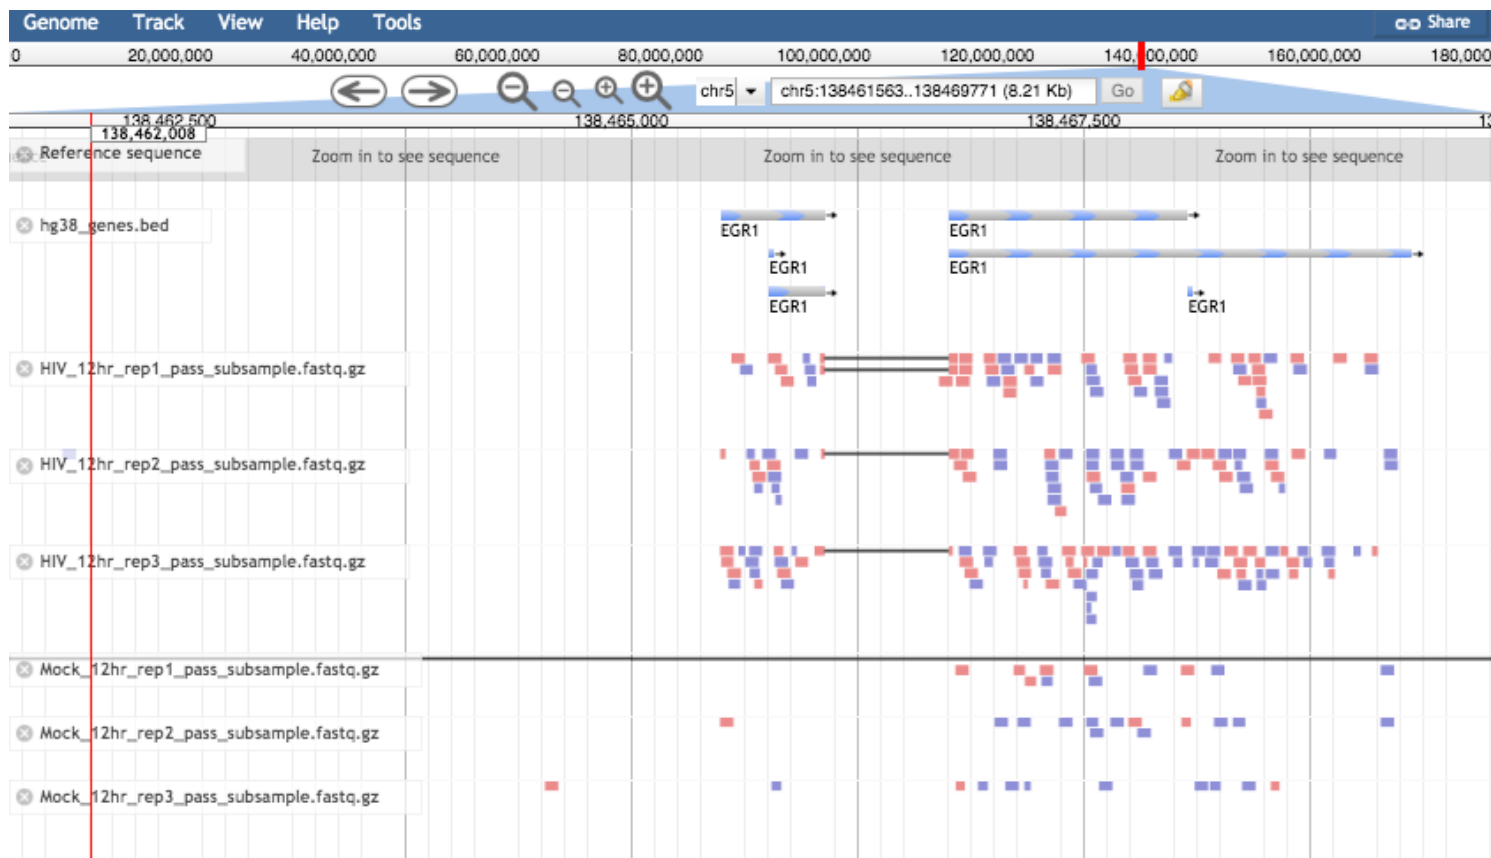 Genome Track View Help Tools Share
0 20,000,000 40,000,000 60,000,000 80,000,000 100,000,000 120,000,000 140,000,000 160,000,000 180,000
chr5 chr5:138461563..138469771 (8.21 Kb) Go
138,462,500 138,465,000 138,467,500
138,462,008
Reference sequence Zoom in to see sequence Zoom in to see sequence Zoom in to see sequence
hg38_genes.bed
EGR1 EGR1
EGR1 EGR1
EGR1 EGR1
HIV_12hr_rep1_pass_subsample.fastq.gz
HIV_12hr_rep2_pass_subsample.fastq.gz
HIV_12hr_rep3_pass_subsample.fastq.gz
Mock_12hr_rep1_pass_subsample.fastq.gz
Mock_12hr_rep2_pass_subsample.fastq.gz
Mock_12hr_rep3_pass_subsample.fastq.gz